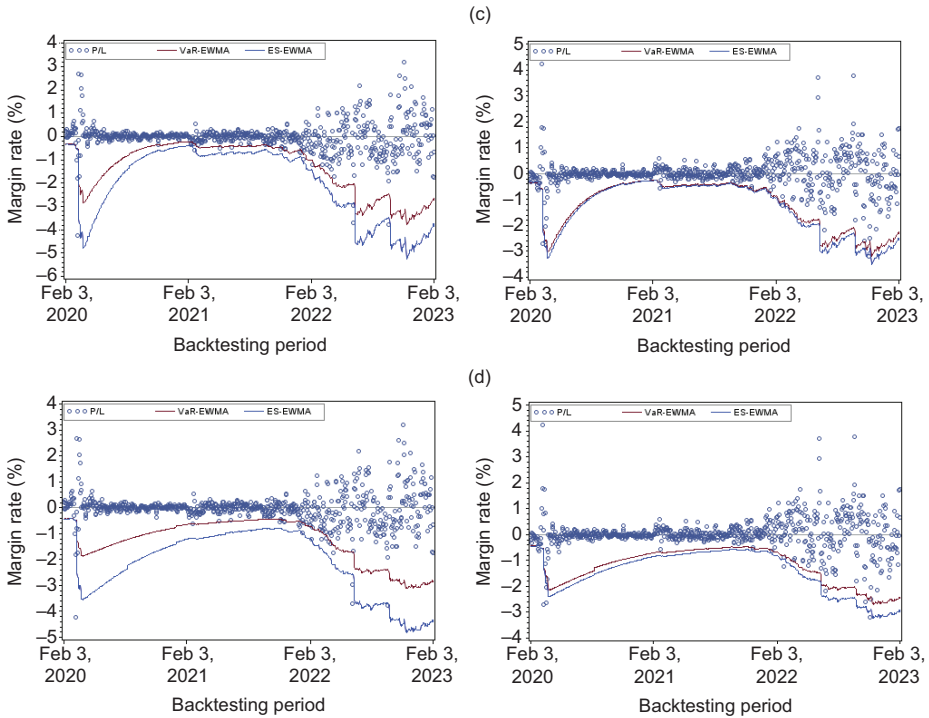 (c)
P/L VaR-EWMA ES-EWMA
Margin rate (%)
4
3
2
1
0
–1
–2
–3
–4
–5
–6
Feb 3, Feb 3, Feb 3, Feb 3,
2020 2021 2022 2023
Backtesting period
P/L VaR-EWMA ES-EWMA
Margin rate (%)
5
4
3
2
1
0
–1
–2
–3
–4
Feb 3, Feb 3, Feb 3, Feb 3,
2020 2021 2022 2023
Backtesting period
(d)
P/L VaR-EWMA ES-EWMA
Margin rate (%)
4
3
2
1
0
–1
–2
–3
–4
–5
Feb 3, Feb 3, Feb 3, Feb 3,
2020 2021 2022 2023
Backtesting period
P/L VaR-EWMA ES-EWMA
Margin rate (%)
5
4
3
2
1
0
–1
–2
–3
–4
Feb 3, Feb 3, Feb 3, Feb 3,
2020 2021 2022 2023
Backtesting period